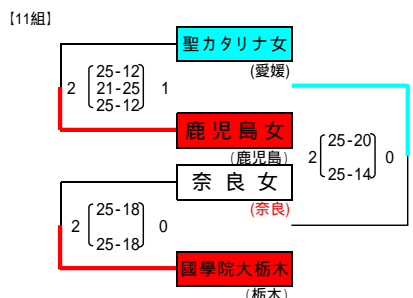 【11組】
聖カタリナ女
(愛媛)
2 25-12 1
21-25
25-12
鹿児島女
(鹿児島)
2 25-20 0
25-14
奈良女
(奈良)
2 25-18 0
25-18
國學院大栃木
(栃木)